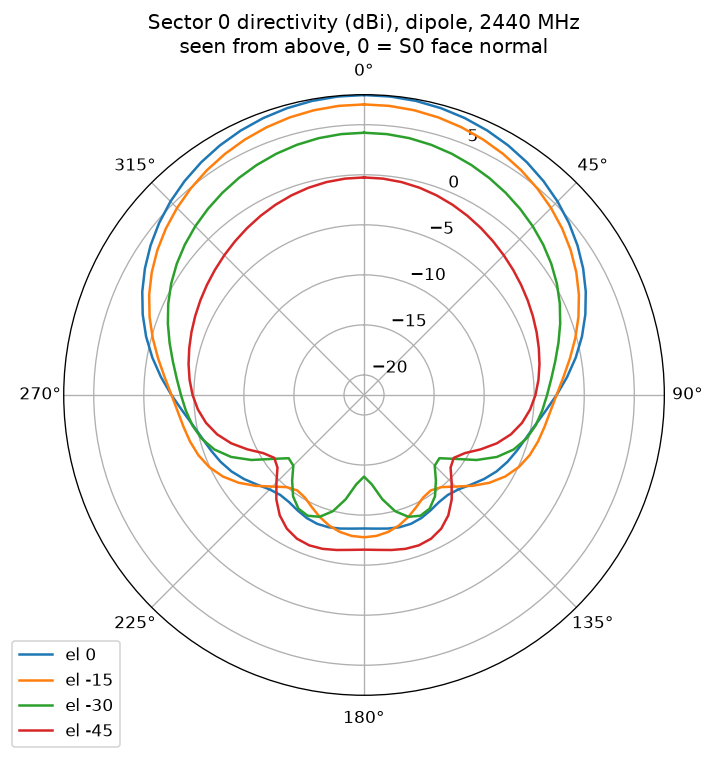 Sector 0 directivity (dBi), dipole, 2440 MHz
seen from above, 0 = S0 face normal
0°
315°
45°
5
0
−5
−10
−15
−20
270°
90°
225°
135°
180°
el 0
el -15
el -30
el -45